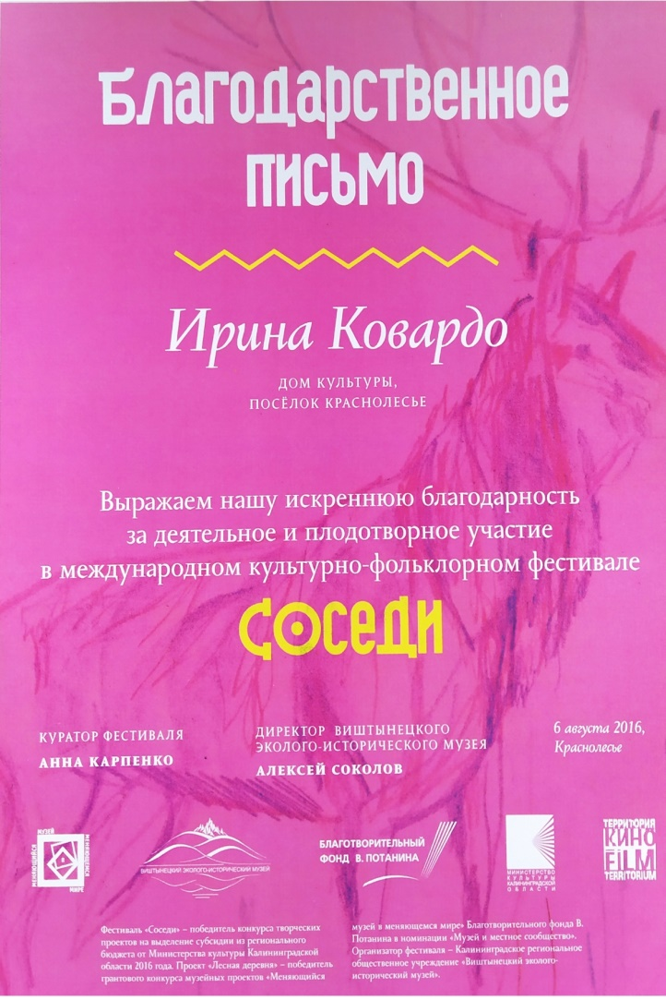 Благодарственное
письмо
Ирина Ковардо
ДОМ КУЛЬТУРЫ,
ПОСЁЛОК КРАСНОЛЕСЬЕ
Выражаем нашу искреннюю благодарность
за деятельное и плодотворное участие
в международном культурно-фольклорном фестивале
СОСЕДИ
КУРАТОР ФЕСТИВАЛЯ
АННА КАРПЕНКО
ДИРЕКТОР ВИШТЫНЕЦКОГО
ЭКОЛОГО-ИСТОРИЧЕСКОГО МУЗЕЯ
АЛЕКСЕЙ СОКОЛОВ
6 августа 2016,
Краснолесье
МУЗЕЙ
МЕНЯЮЩИЙСЯ
МЕНЯЮЩЕМСЯ
МИРЕ
ВИШТЫНЕЦКИЙ ЭКОЛОГО-ИСТОРИЧЕСКИЙ МУЗЕЙ
БЛАГОТВОРИТЕЛЬНЫЙ
ФОНД В. ПОТАНИНА
МИНИСТЕРСТВО
КУЛЬТУРЫ
КАЛИНИНГРАДСКОЙ
ОБЛАСТИ
ТЕРРИТОРИЯ
КИНО
FILM
TERRITORIUM
Фестиваль «Соседи» – победитель конкурса творческих
проектов на выделение субсидии из регионального
бюджета от Министерства культуры Калининградской
области 2016 года. Проект «Лесная деревня» – победитель
грантового конкурса музейных проектов «Меняющийся
музей в меняющемся мире» Благотворительного фонда В.
Потанина в номинации «Музей и местное сообщество».
Организатор фестиваля – Калининградское региональное
общественное учреждение «Виштынецкий эколого-
исторический музей».